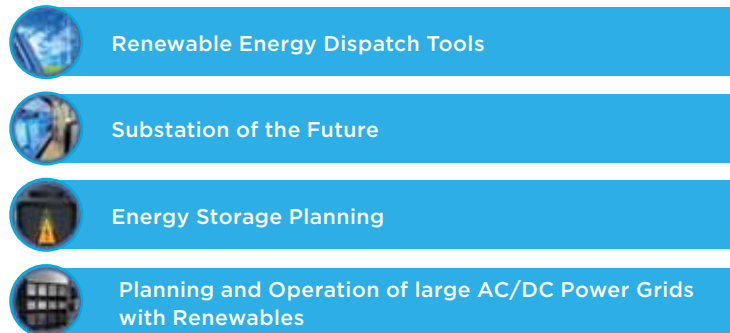 Renewable Energy Dispatch Tools
Substation of the Future
Energy Storage Planning
Planning and Operation of large AC/DC Power Grids
with Renewables